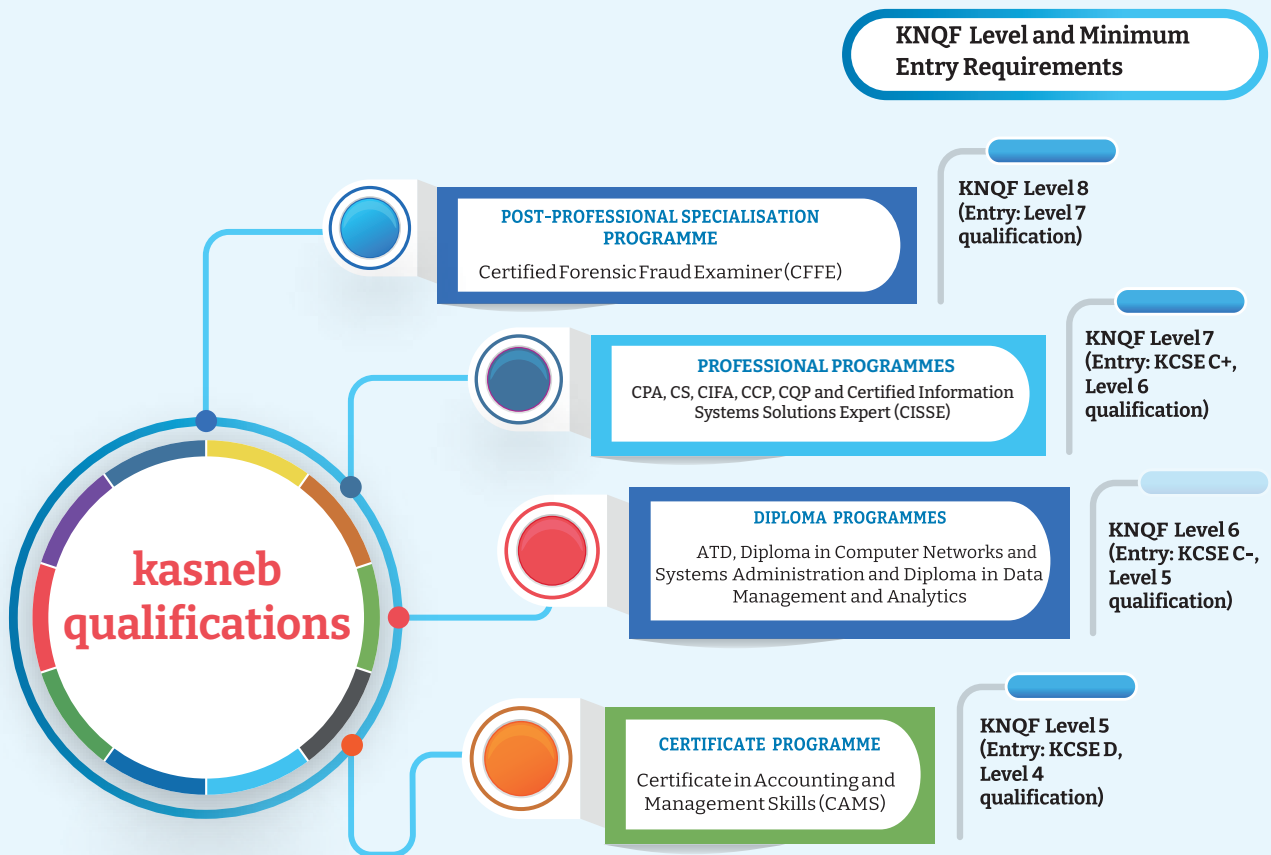 KNQF Level and Minimum
Entry Requirements
POST-PROFESSIONAL SPECIALISATION
PROGRAMME
Certified Forensic Fraud Examiner (CFFE)
KNQF Level 8
(Entry: Level 7
qualification)
PROFESSIONAL PROGRAMMES
CPA, CS, CIFA, CCP, CQP and Certified Information
Systems Solutions Expert (CISSE)
KNQF Level 7
(Entry: KCSE C+,
Level 6
qualification)
kasneb
qualifications
DIPLOMA PROGRAMMES
ATD, Diploma in Computer Networks and
Systems Administration and Diploma in Data
Management and Analytics
KNQF Level 6
(Entry: KCSE C-,
Level 5
qualification)
CERTIFICATE PROGRAMME
Certificate in Accounting and
Management Skills (CAMS)
KNQF Level 5
(Entry: KCSE D,
Level 4
qualification)